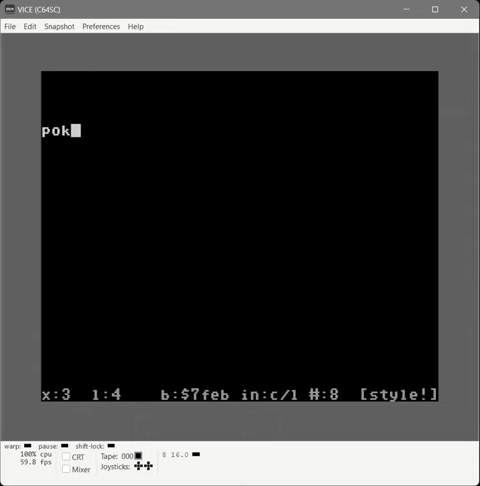 VICE (C64SC)
File Edit Snapshot Preferences Help
pok
x:3 l:4 b:$7feb in:c/l #:8 [style!]
warp: pause: shift-lock:
100% cpu
59.8 fps
CRT
Mixer
Tape: 000
Joysticks:
8 16.0